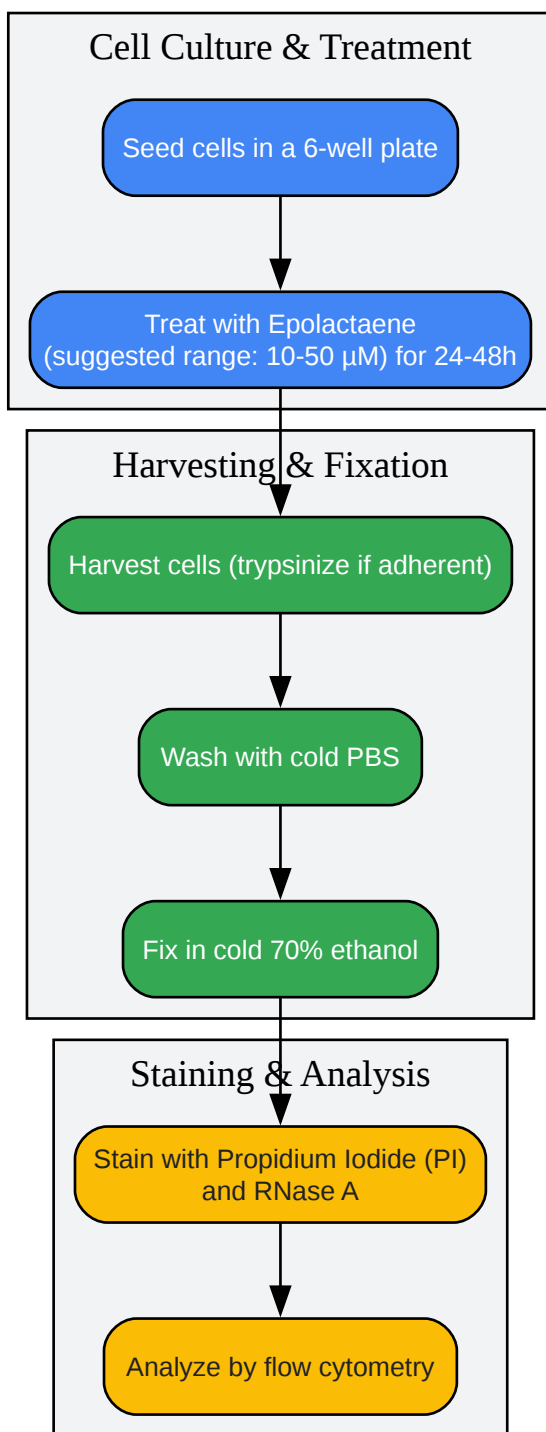 Cell Culture & Treatment
Seed cells in a 6-well plate
Treat with Epolactaene
(suggested range: 10-50 µM) for 24-48h
Harvesting & Fixation
Harvest cells (trypsinize if adherent)
Wash with cold PBS
Fix in cold 70% ethanol
Staining & Analysis
Stain with Propidium Iodide (PI)
and RNase A
Analyze by flow cytometry